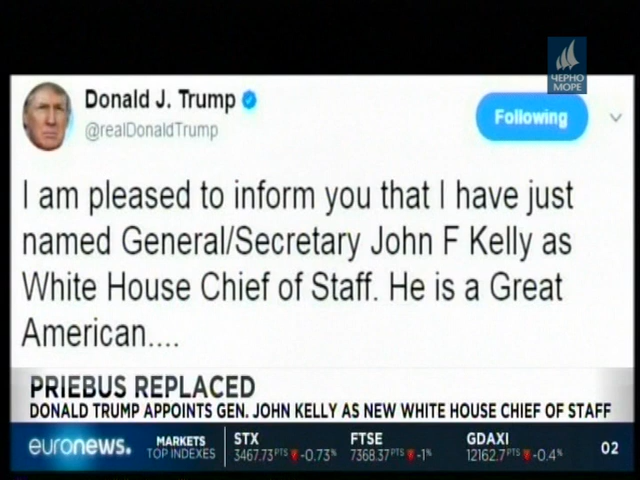 ЧЕРНО
МОРЕ
Donald J. Trump
@realDonaldTrump
Following
I am pleased to inform you that I have just
named General/Secretary John F Kelly as
White House Chief of Staff. He is a Great
American....
PRIEBUS REPLACED
DONALD TRUMP APPOINTS GEN. JOHN KELLY AS NEW WHITE HOUSE CHIEF OF STAFF
euronews.
MARKETS
TOP INDEXES
STX
3467.73PTS -0.73%
FTSE
7368.37PTS -1%
GDAXI
12162.7PTS -0.4%
02